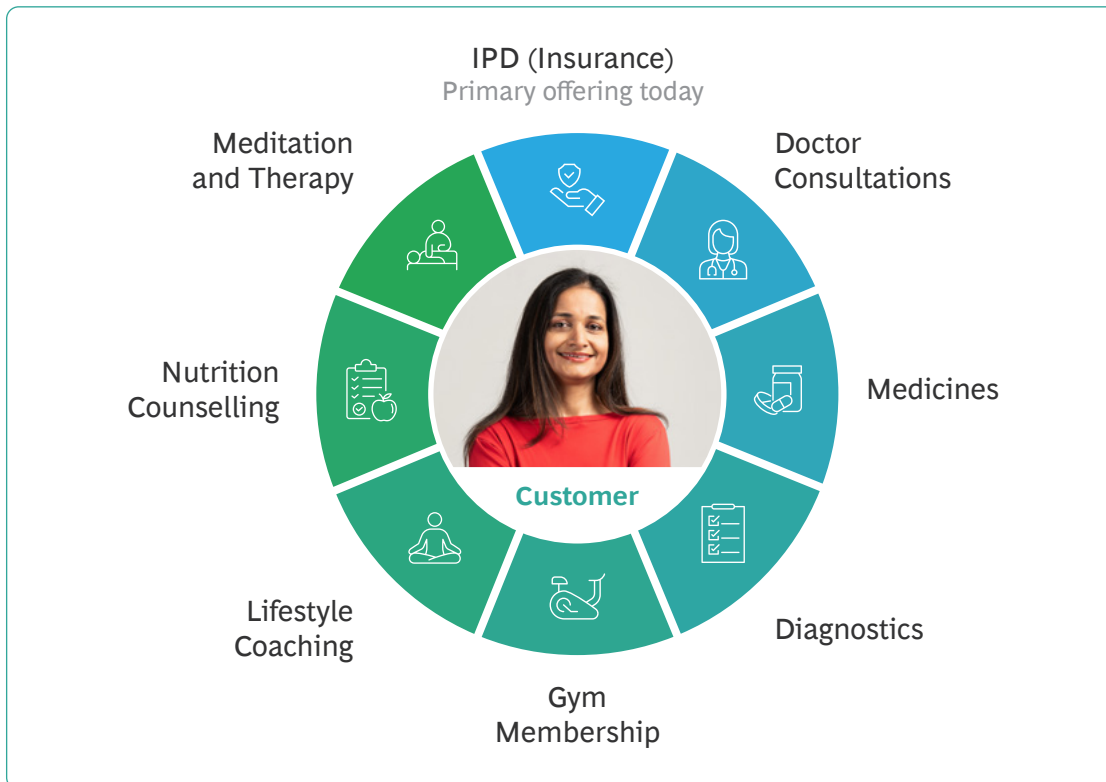 IPD (Insurance)
Primary offering today
Doctor
Consultations
Medicines
Diagnostics
Gym
Membership
Lifestyle
Coaching
Nutrition
Counselling
Meditation
and Therapy
Customer